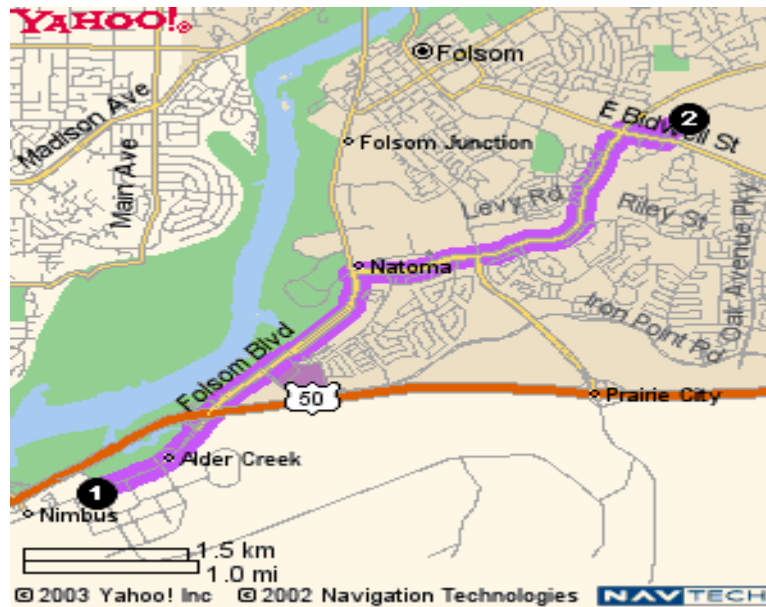 YAHOO!®
Folsom
Madison Ave
Main Ave
Folsom Junction
E Bidwell St
2
Levy Rd
Riley St
Oak Avenue Pky
Natoma
Iron Point Rd
Folsom Blvd
50
Prairie City
Alder Creek
1
Nimbus
1.5 km
1.0 mi
© 2003 Yahoo! Inc © 2002 Navigation Technologies NAVTECH